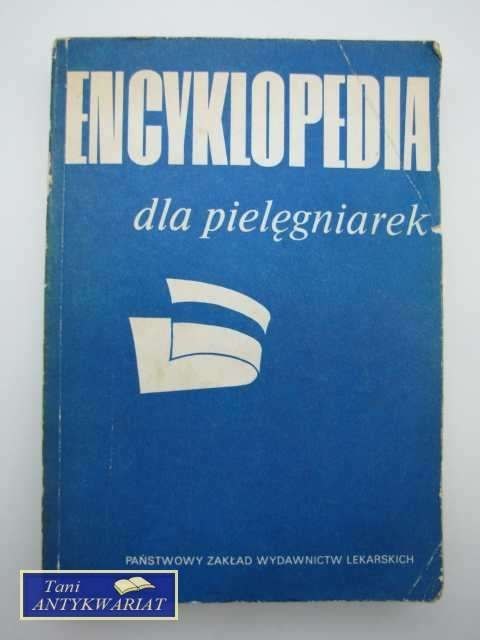 ENCYKLOPEDIA
dla pielęgniarek
PAŃSTWOWY ZAKŁAD WYDAWNICTW LEKARSKICH
Tani
ANTYKWARIAT